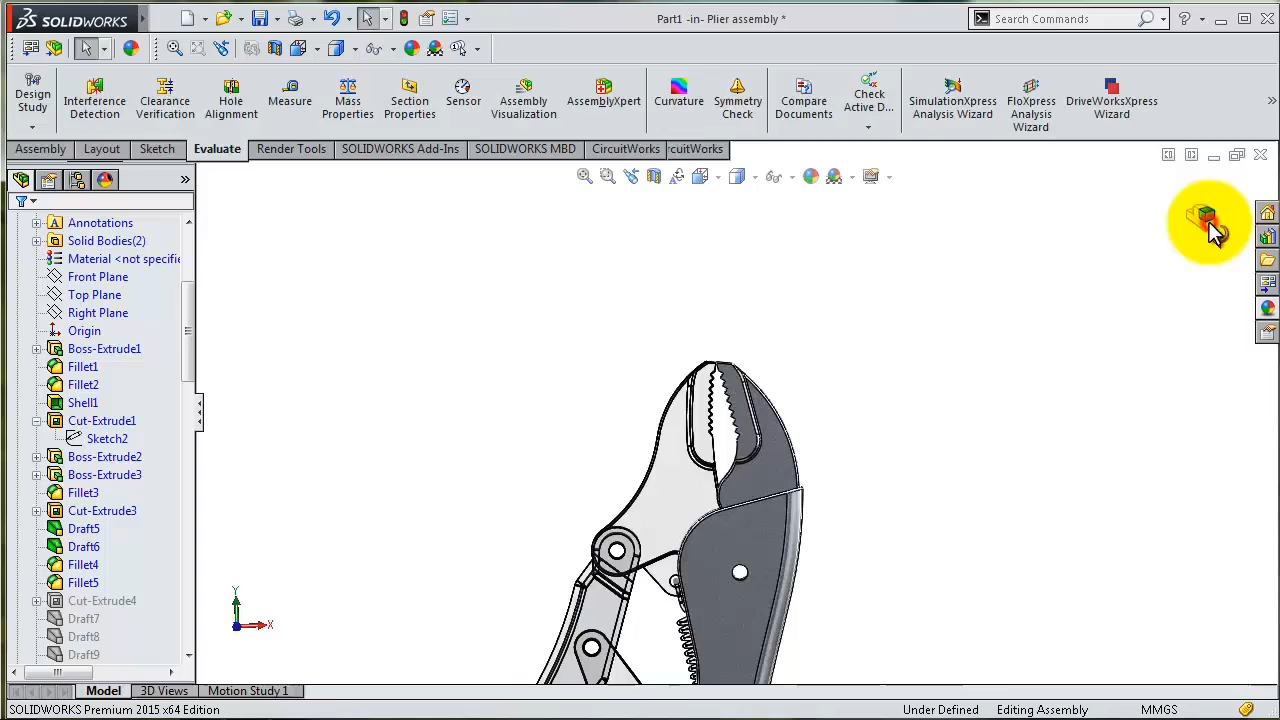 SOLIDWORKS
Part1 -in- Plier assembly *
Search Commands
?
Design Study
Interference Detection
Clearance Verification
Hole Alignment
Measure
Mass Properties
Section Properties
Sensor
Assembly Visualization
AssemblyXpert
Curvature
Symmetry Check
Compare Documents
Check Active D...
SimulationXpress Analysis Wizard
FloXpress Analysis Wizard
DriveWorksXpress Wizard
Assembly Layout Sketch Evaluate Render Tools SOLIDWORKS Add-Ins SOLIDWORKS MBD CircuitWorks rcuitWorks
Annotations
Solid Bodies(2)
Material <not specifie
Front Plane
Top Plane
Right Plane
Origin
Boss-Extrude1
Fillet1
Fillet2
Shell1
Cut-Extrude1
Sketch2
Boss-Extrude2
Boss-Extrude3
Fillet3
Cut-Extrude3
Draft5
Draft6
Fillet4
Fillet5
Cut-Extrude4
Draft7
Draft8
Draft9
Y
X
Model 3D Views Motion Study 1
SOLIDWORKS Premium 2015 x64 Edition Under Defined Editing Assembly MMGS